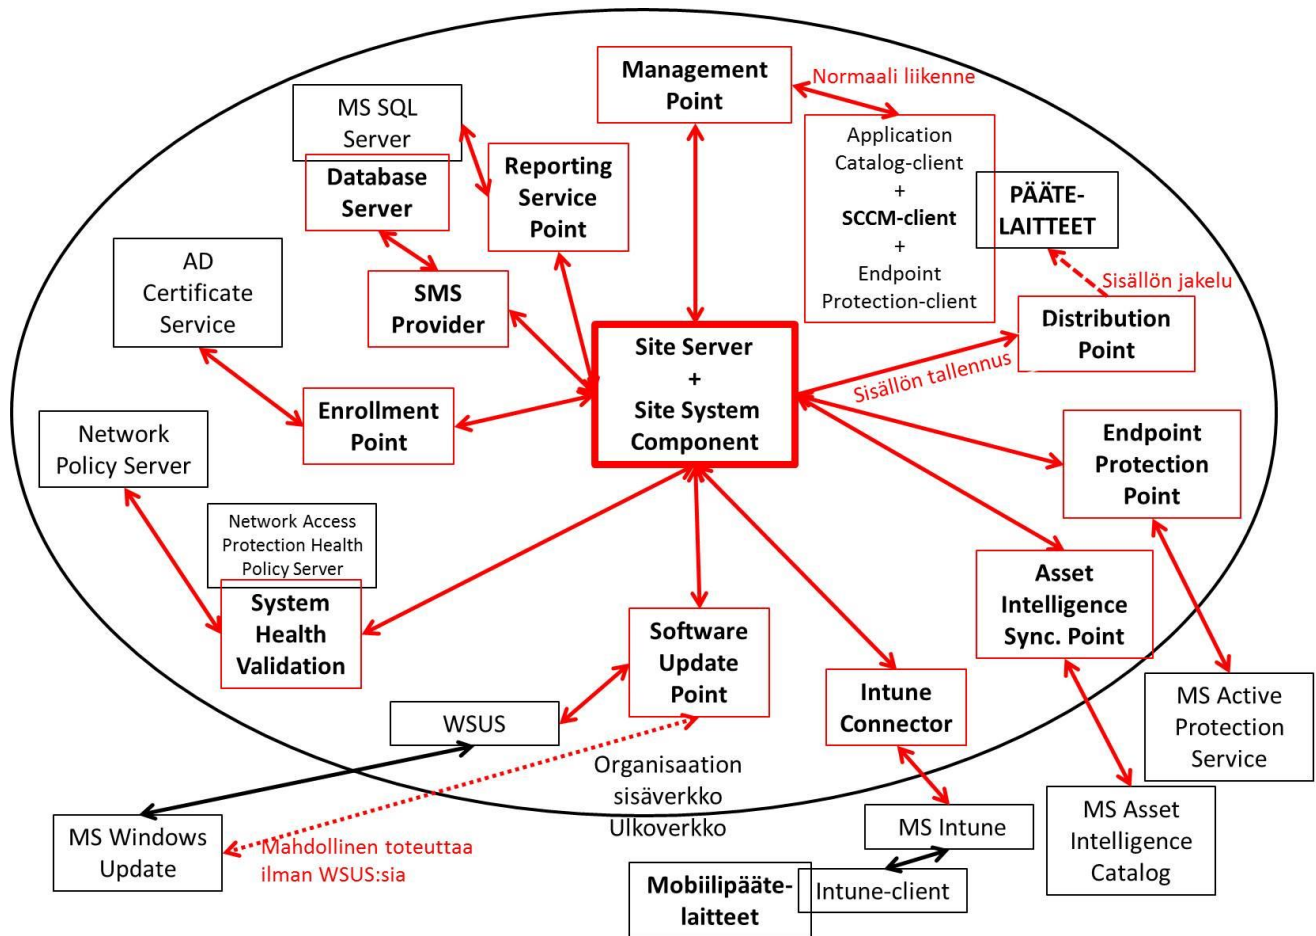 Management
Point
Normaali liikenne
MS SQL
Server
Database
Server
Reporting
Service
Point
Application
Catalog-client
+
SCCM-client
+
Endpoint
Protection-client
PÄÄTE-
LAITTEET
Sisällön jakelu
Distribution
Point
AD
Certificate
Service
SMS
Provider
Site Server
+
Site System
Component
Sisällön tallennus
Enrollment
Point
Network
Policy Server
Endpoint
Protection
Point
Network Access
Protection Health
Policy Server
System
Health
Validation
Software
Update
Point
Asset
Intelligence
Sync. Point
Intune
Connector
WSUS
MS Active
Protection
Service
Organisaation
sisäverkko
Ulkoverkko
MS Windows
Update
Mahdollinen toteuttaa
ilman WSUS:sia
MS Intune
MS Asset
Intelligence
Catalog
Mobiilipääte-
laitteet
Intune-client